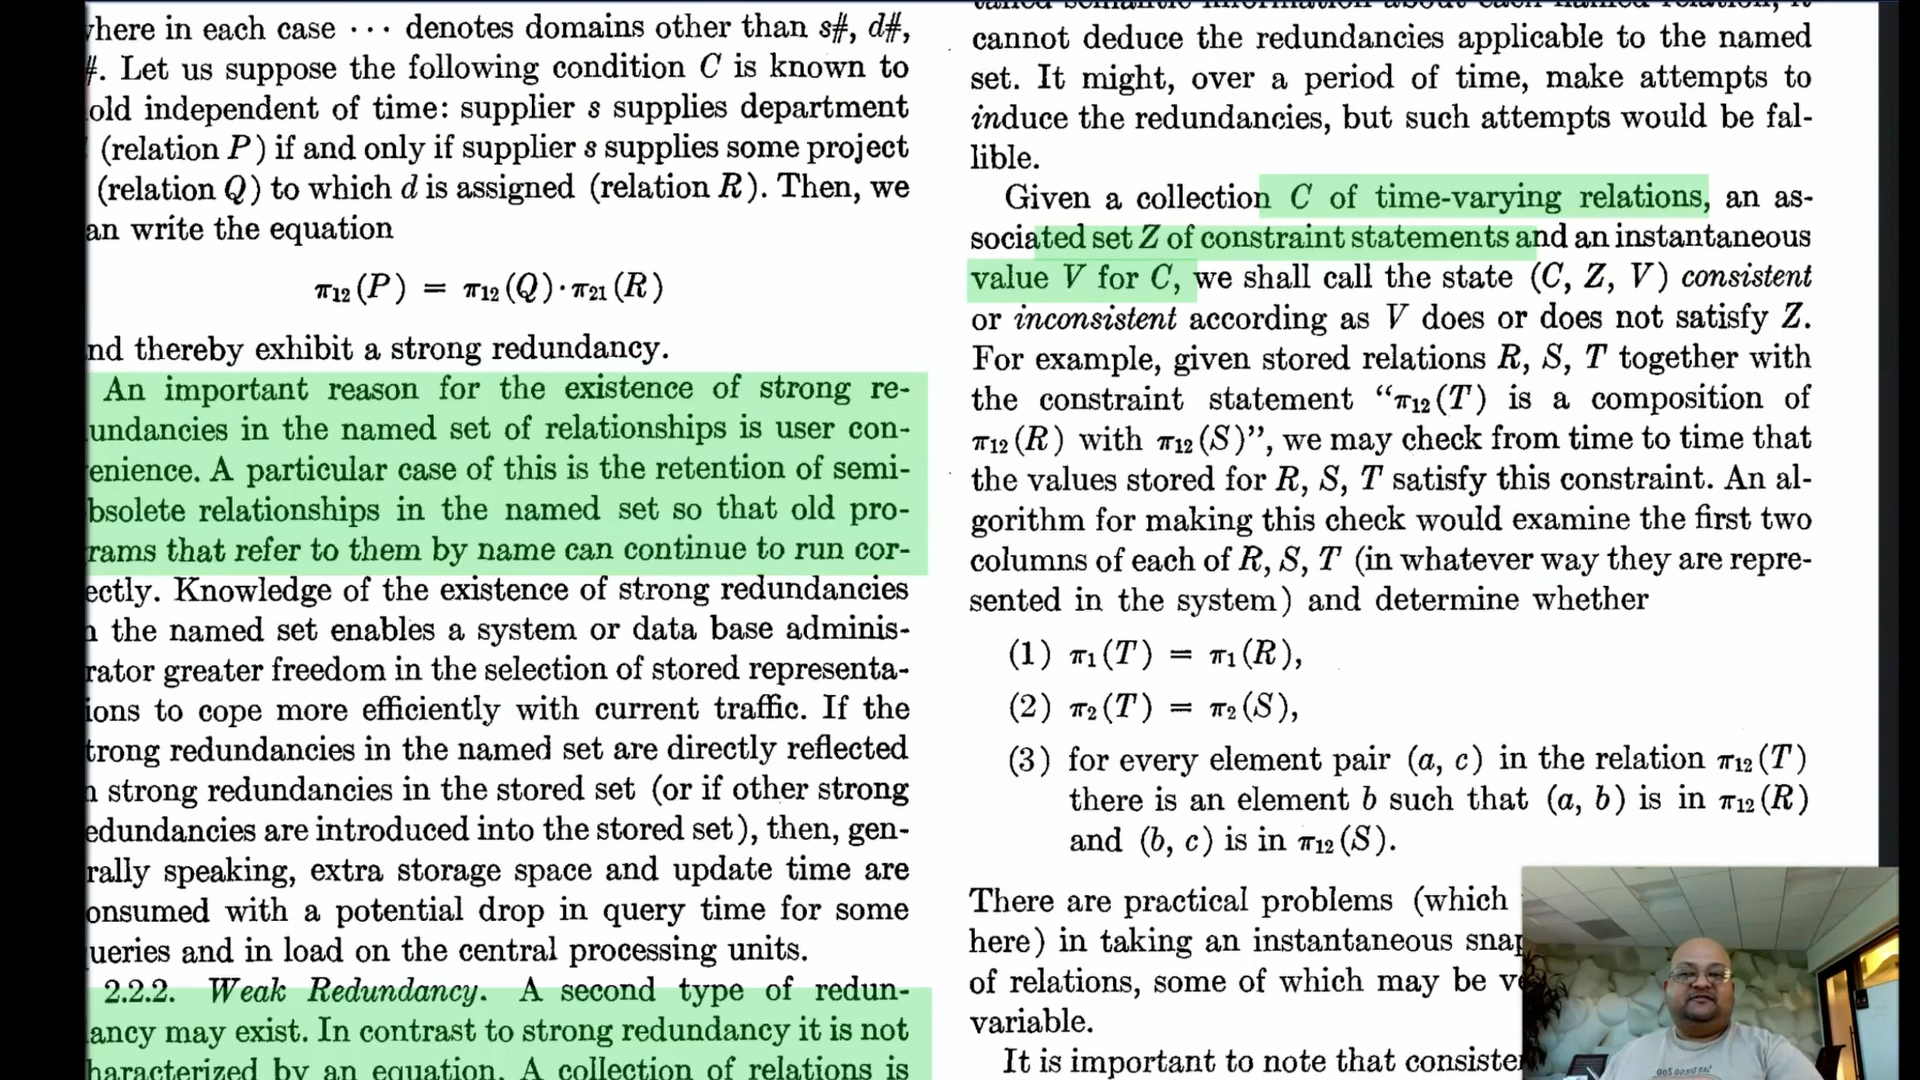 here in each case ··· denotes domains other than s#, d#,
#. Let us suppose the following condition C is known to
old independent of time: supplier s supplies department
(relation P) if and only if supplier s supplies some project
(relation Q) to which d is assigned (relation R). Then, we
an write the equation
π12(P) = π12(Q)·π21(R)
nd thereby exhibit a strong redundancy.
An important reason for the existence of strong re-
undancies in the named set of relationships is user con-
enience. A particular case of this is the retention of semi-
bsolete relationships in the named set so that old pro-
rams that refer to them by name can continue to run cor-
ectly. Knowledge of the existence of strong redundancies
n the named set enables a system or data base adminis-
rator greater freedom in the selection of stored representa-
ions to cope more efficiently with current traffic. If the
trong redundancies in the named set are directly reflected
n strong redundancies in the stored set (or if other strong
edundancies are introduced into the stored set), then, gen-
rally speaking, extra storage space and update time are
onsumed with a potential drop in query time for some
ueries and in load on the central processing units.
2.2.2. Weak Redundancy. A second type of redun-
ancy may exist. In contrast to strong redundancy it is not
haracterized by an equation. A collection of relations is
tained semantic information about each named relation, it
cannot deduce the redundancies applicable to the named
set. It might, over a period of time, make attempts to
induce the redundancies, but such attempts would be fal-
lible.
Given a collection C of time-varying relations, an as-
sociated set Z of constraint statements and an instantaneous
value V for C, we shall call the state (C, Z, V) consistent
or inconsistent according as V does or does not satisfy Z.
For example, given stored relations R, S, T together with
the constraint statement “π12(T) is a composition of
π12(R) with π12(S)”, we may check from time to time that
the values stored for R, S, T satisfy this constraint. An al-
gorithm for making this check would examine the first two
columns of each of R, S, T (in whatever way they are repre-
sented in the system) and determine whether
(1) π1(T) = π1(R),
(2) π2(T) = π2(S),
(3) for every element pair (a, c) in the relation π12(T)
there is an element b such that (a, b) is in π12(R)
and (b, c) is in π12(S).
There are practical problems (which
here) in taking an instantaneous snap
of relations, some of which may be ve
variable.
It is important to note that consiste